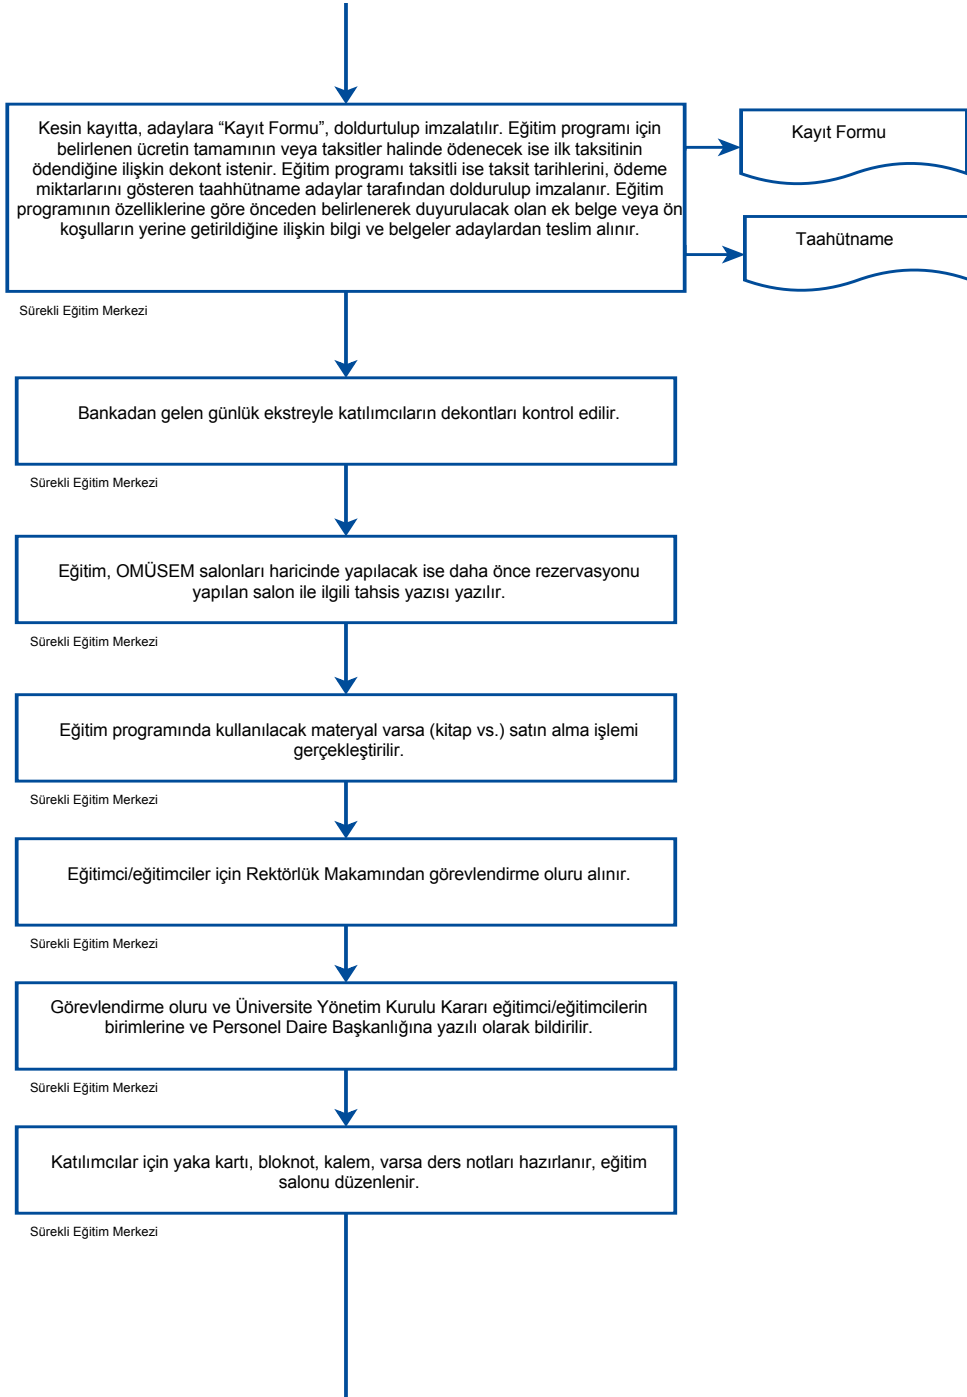 Kesin kayıtta, adaylara “Kayıt Formu”, doldurtulup imzalatılır. Eğitim programı için
belirlenen ücretin tamamının veya taksitler halinde ödenecek ise ilk taksitinin
ödendiğine ilişkin dekont istenir. Eğitim programı taksitli ise taksit tarihlerini, ödeme
miktarlarını gösteren taahhütname adaylar tarafından doldurulup imzalanır. Eğitim
programının özelliklerine göre önceden belirlenerek duyurulacak olan ek belge veya ön
koşulların yerine getirildiğine ilişkin bilgi ve belgeler adaylardan teslim alınır.
Kayıt Formu
Taahütname
Sürekli Eğitim Merkezi
Bankadan gelen günlük ekstreyle katılımcıların dekontları kontrol edilir.
Sürekli Eğitim Merkezi
Eğitim, OMÜSEM salonları haricinde yapılacak ise daha önce rezervasyonu
yapılan salon ile ilgili tahsis yazısı yazılır.
Sürekli Eğitim Merkezi
Eğitim programında kullanılacak materyal varsa (kitap vs.) satın alma işlemi
gerçekleştirilir.
Sürekli Eğitim Merkezi
Eğitimci/eğitimciler için Rektörlük Makamından görevlendirme oluru alınır.
Sürekli Eğitim Merkezi
Görevlendirme oluru ve Üniversite Yönetim Kurulu Kararı eğitimci/eğitimcilerin
birimlerine ve Personel Daire Başkanlığına yazılı olarak bildirilir.
Sürekli Eğitim Merkezi
Katılımcılar için yaka kartı, bloknot, kalem, varsa ders notları hazırlanır, eğitim
salonu düzenlenir.
Sürekli Eğitim Merkezi